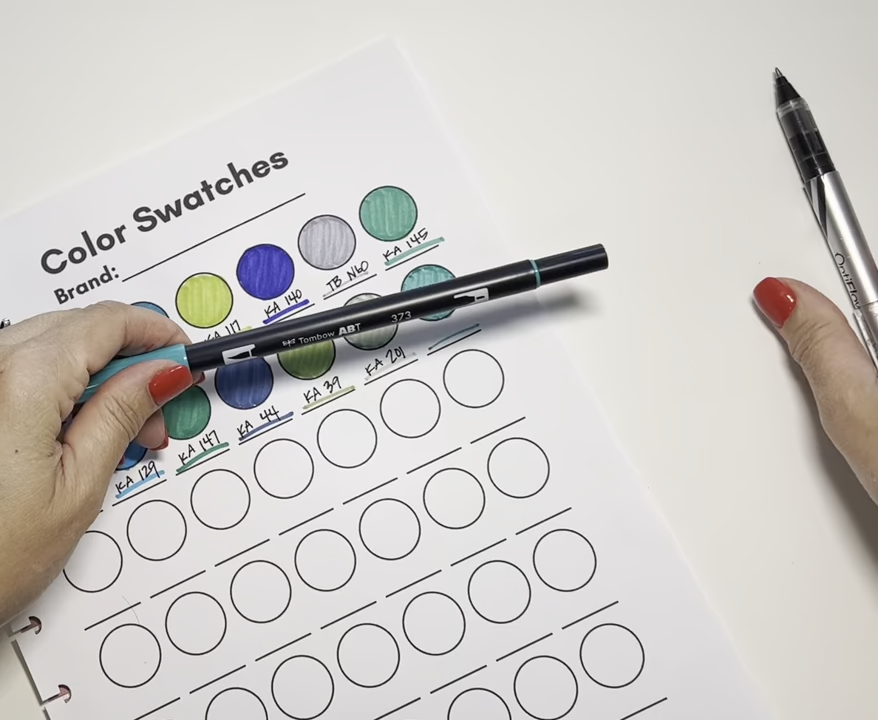 Color Swatches
Brand:
KA 117
KA 140
TB N60
KA 145
Tombow ABT 373
KA 129
KA 147
KA 44
KA 39
KA 201
OptiFlow